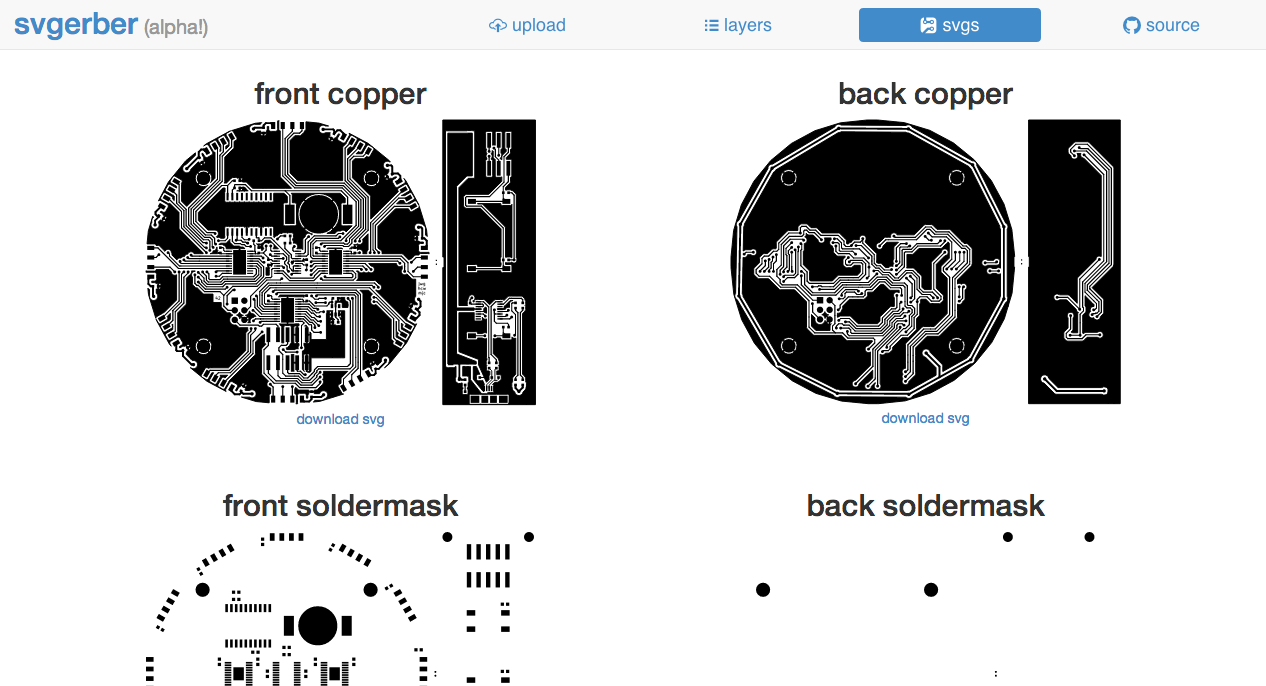 svgerber (alpha!)
upload
layers
svgs
source
front copper
back copper
download svg
download svg
front soldermask
back soldermask